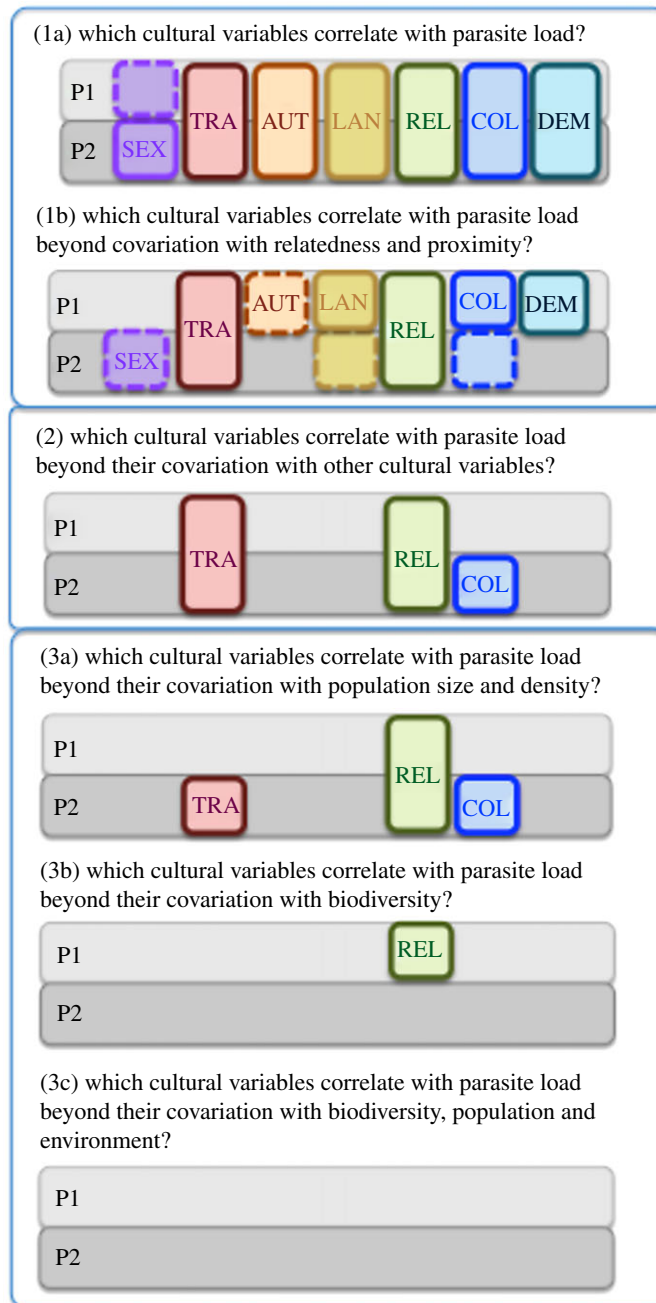 (1a) which cultural variables correlate with parasite load?
P1
TRA AUT LAN REL COL DEM
P2 SEX
(1b) which cultural variables correlate with parasite load
beyond covariation with relatedness and proximity?
P1 AUT LAN COL DEM
TRA REL
P2 SEX
(2) which cultural variables correlate with parasite load
beyond their covariation with other cultural variables?
P1
TRA REL
P2 COL
(3a) which cultural variables correlate with parasite load
beyond their covariation with population size and density?
P1
REL
P2 TRA COL
(3b) which cultural variables correlate with parasite load
beyond their covariation with biodiversity?
P1 REL
P2
(3c) which cultural variables correlate with parasite load
beyond their covariation with biodiversity, population and
environment?
P1
P2